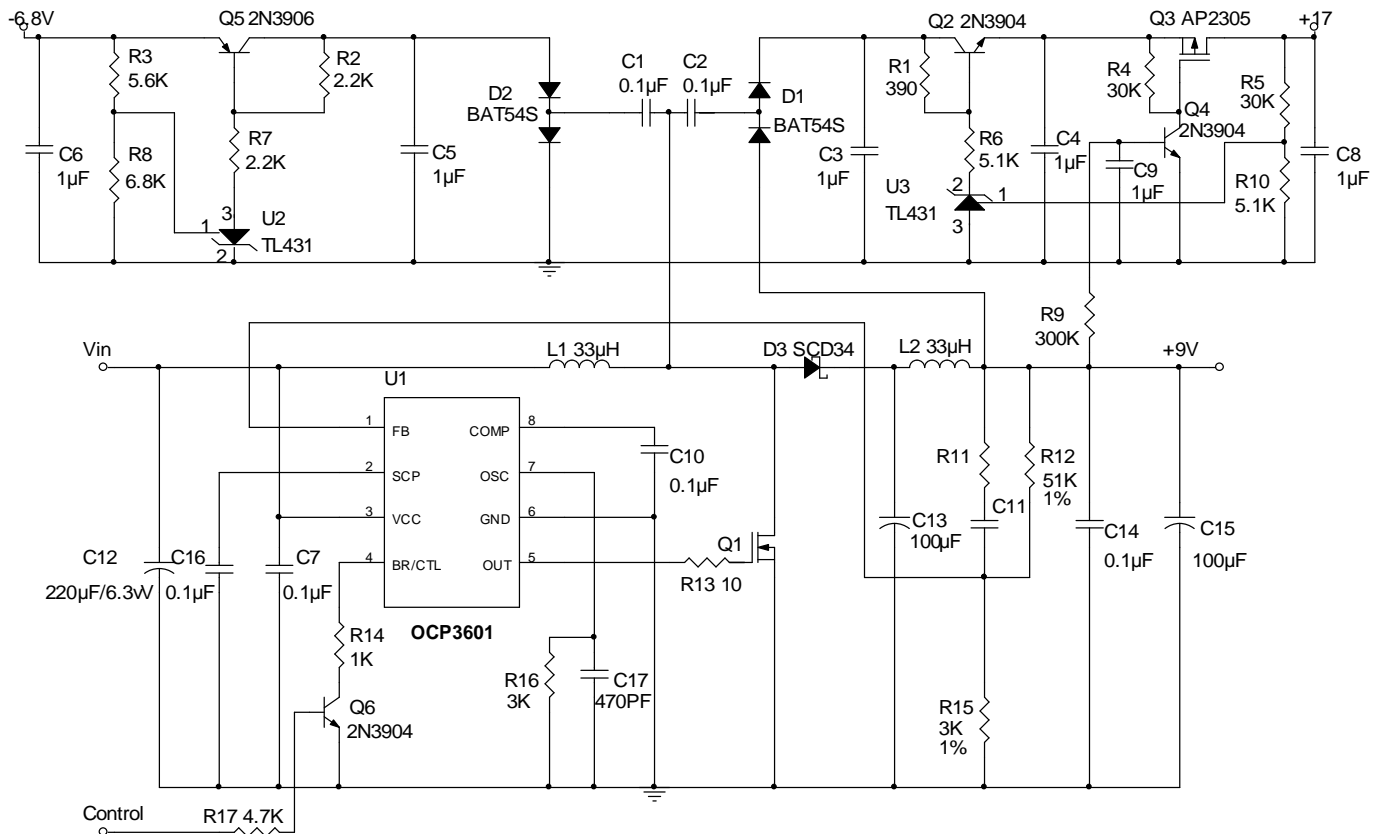 -6.8V
Q5 2N3906
Q2 2N3904
Q3 AP2305
+17
R3
5.6K
R2
2.2K
C1
0.1µF
C2
0.1µF
R1
390
R4
30K
R5
30K
D2
BAT54S
D1
BAT54S
Q4
2N3904
C6
1µF
R8
6.8K
R7
2.2K
C5
1µF
C3
1µF
R6
5.1K
C4
1µF
C9
1µF
R10
5.1K
C8
1µF
U3
TL431
2
1
3
3
1
2
U2
TL431
R9
300K
Vin
L1 33µH
D3 SCD34
L2 33µH
+9V
U1
1
FB
COMP
8
2
SCP
OSC
7
3
VCC
GND
6
4
BR/CTL
OUT
5
OCP3601
C10
0.1µF
R11
R12
51K
1%
C11
C13
100µF
C14
0.1µF
C15
100µF
C12
220µF/6.3vV
C16
0.1µF
C7
0.1µF
Q1
R13 10
R14
1K
R16
3K
C17
470PF
R15
3K
1%
Q6
2N3904
Control
R17 4.7K